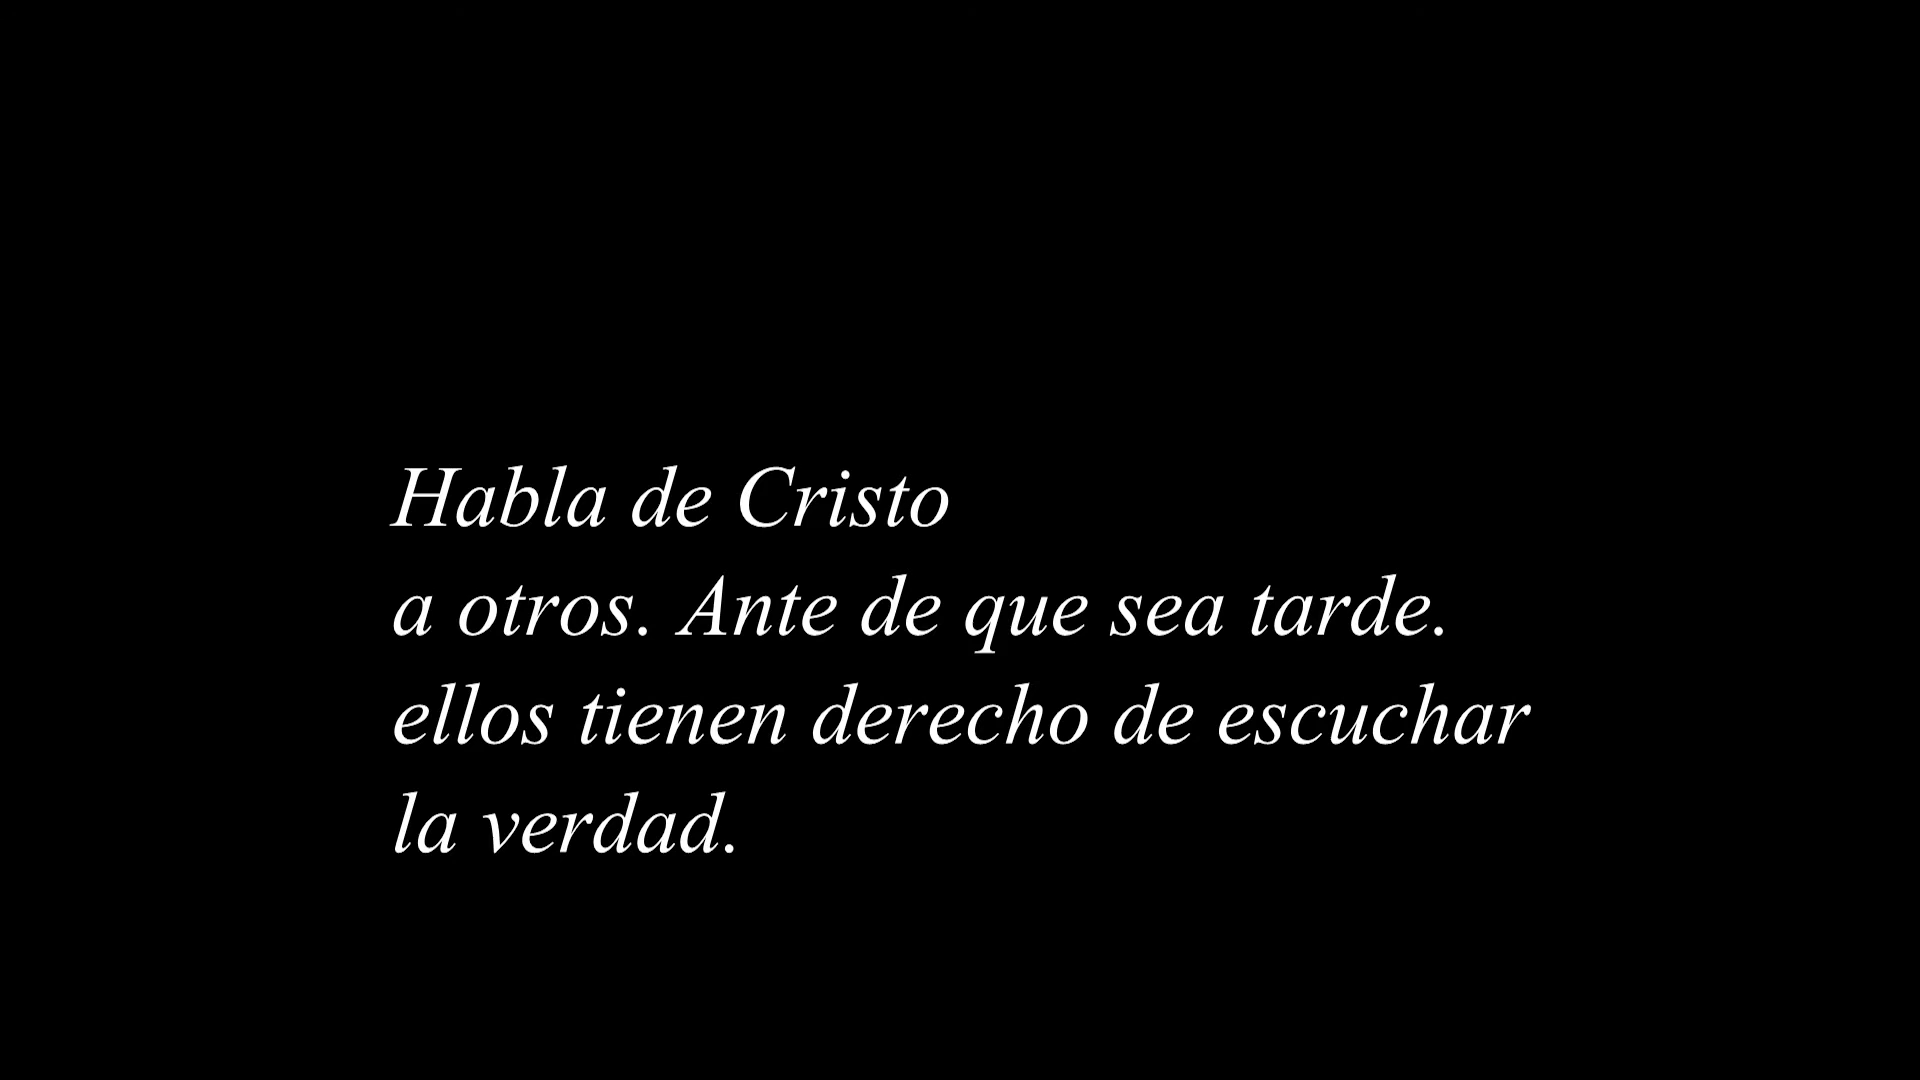 Habla de Cristo
a otros. Ante de que sea tarde.
ellos tienen derecho de escuchar
la verdad.